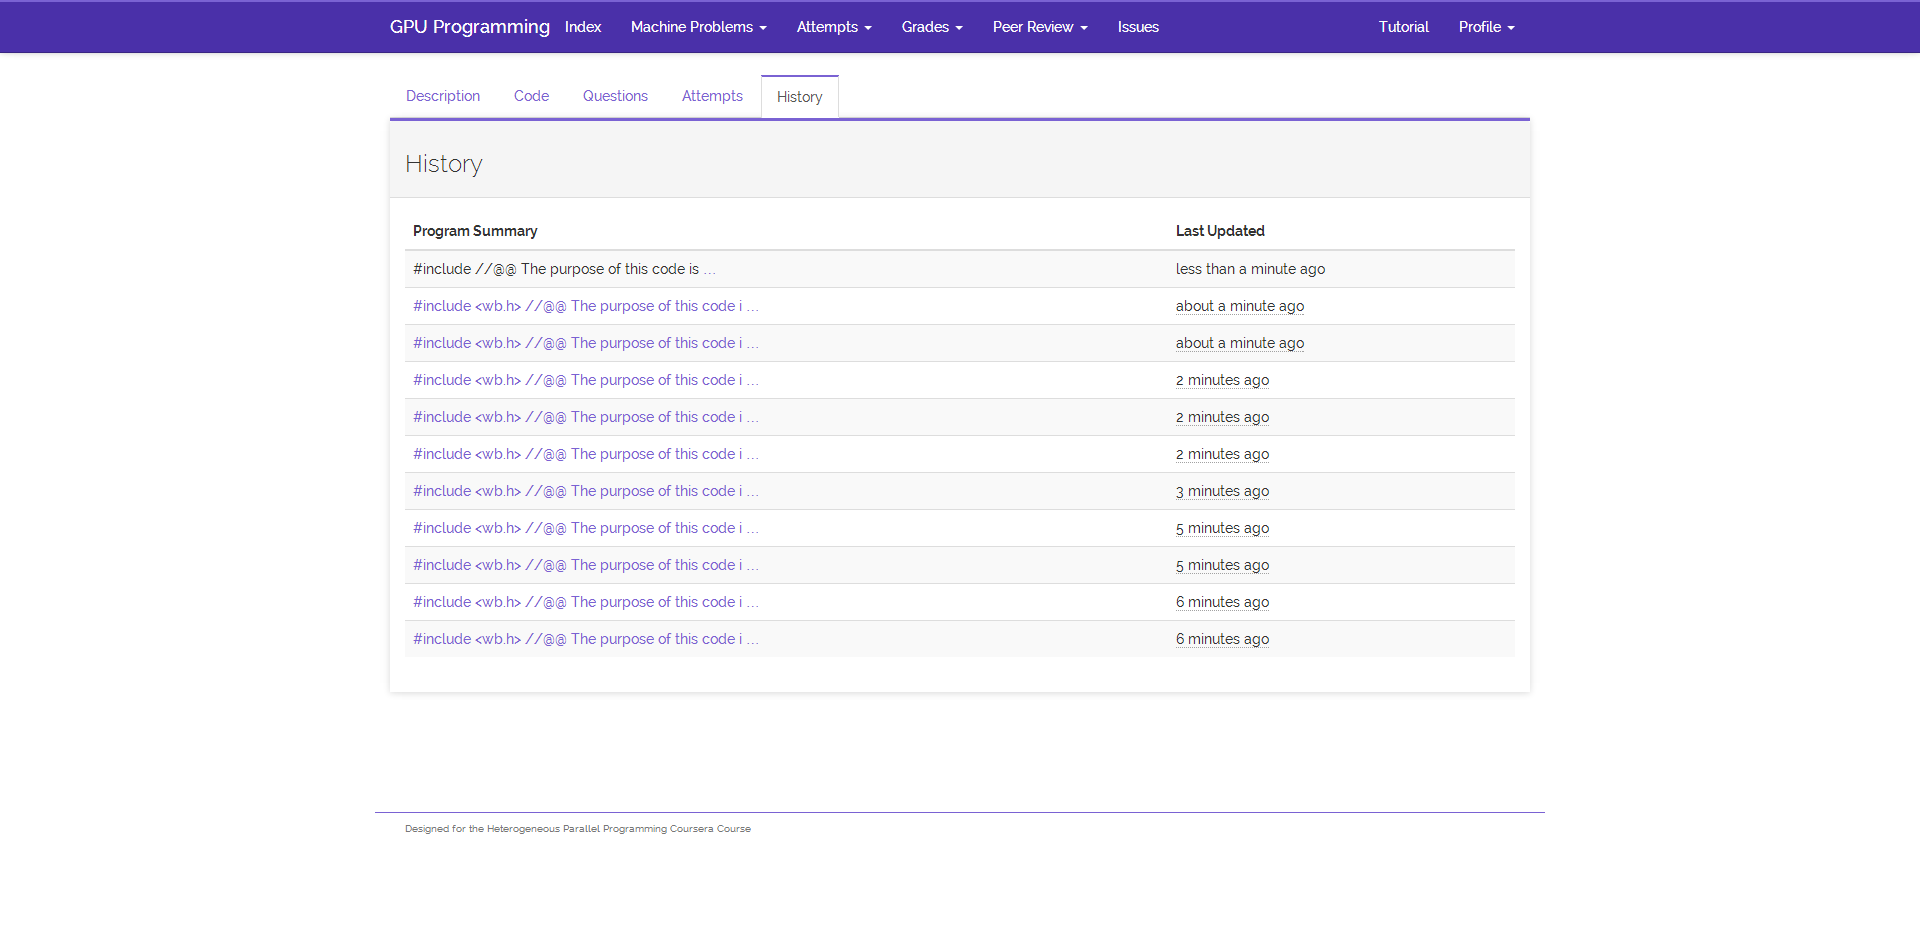 GPU Programming Index Machine Problems Attempts Grades Peer Review Issues Tutorial Profile
Description Code Questions Attempts History
History
Program Summary Last Updated
#include //@@ The purpose of this code is ... less than a minute ago
#include <wb.h> //@@ The purpose of this code i ... about a minute ago
#include <wb.h> //@@ The purpose of this code i ... about a minute ago
#include <wb.h> //@@ The purpose of this code i ... 2 minutes ago
#include <wb.h> //@@ The purpose of this code i ... 2 minutes ago
#include <wb.h> //@@ The purpose of this code i ... 2 minutes ago
#include <wb.h> //@@ The purpose of this code i ... 3 minutes ago
#include <wb.h> //@@ The purpose of this code i ... 5 minutes ago
#include <wb.h> //@@ The purpose of this code i ... 5 minutes ago
#include <wb.h> //@@ The purpose of this code i ... 6 minutes ago
#include <wb.h> //@@ The purpose of this code i ... 6 minutes ago
Designed for the Heterogeneous Parallel Programming Coursera Course